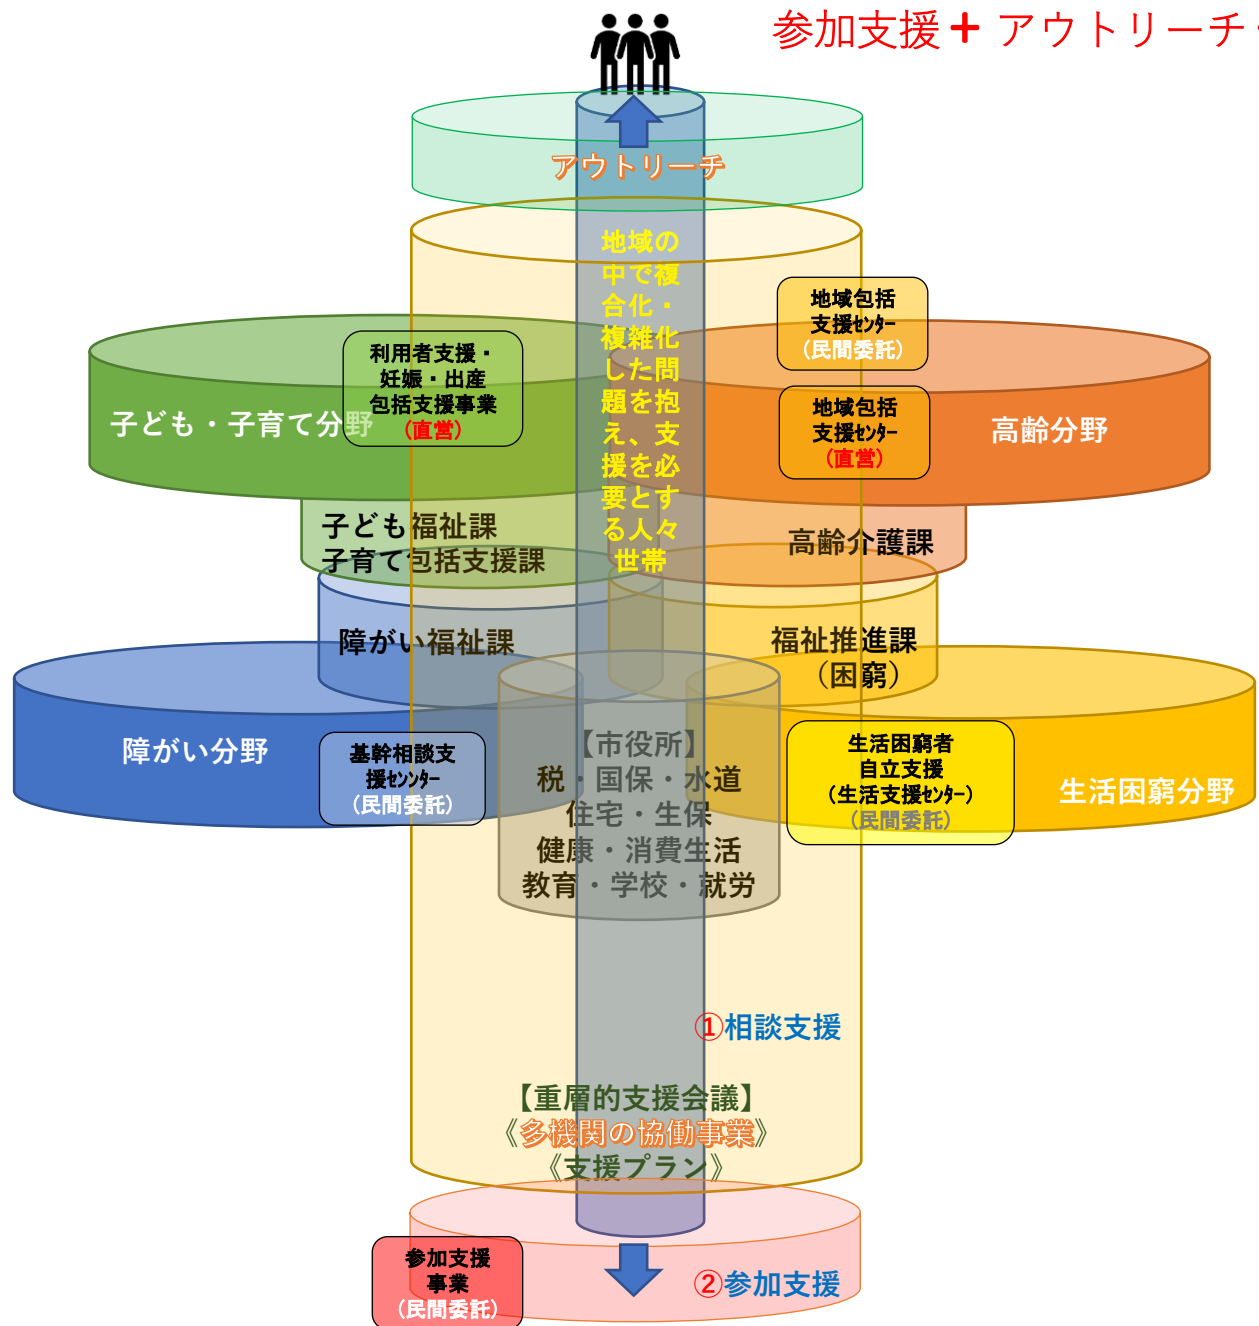 参加支援＋ アウトリーチ・
アウトリーチ
地域の
中で複
合化・
複雑化
した問
題を抱
え、支
援を必
要とす
る人々
世帯
地域包括
支援ｾﾝﾀｰ
(民間委託)
利用者支援・
妊娠・出産
包括支援事業
(直営)
地域包括
支援ｾﾝﾀｰ
(直営)
子ども・子育て分野
高齢分野
子ども福祉課
子育て包括支援課
高齢介護課
障がい福祉課
福祉推進課
（困窮）
障がい分野
基幹相談支
援ｾﾝﾝﾀｰ
(民間委託)
【市役所】
税・国保・水道
住宅・生保
健康・消費生活
教育・学校・就労
生活困窮者
自立支援
(生活支援ｾﾝﾀｰ)
(民間委託)
生活困窮分野
①相談支援
【重層的支援会議】
《多機関の協働事業》
《支援プラン》
参加支援
事業
(民間委託)
②参加支援